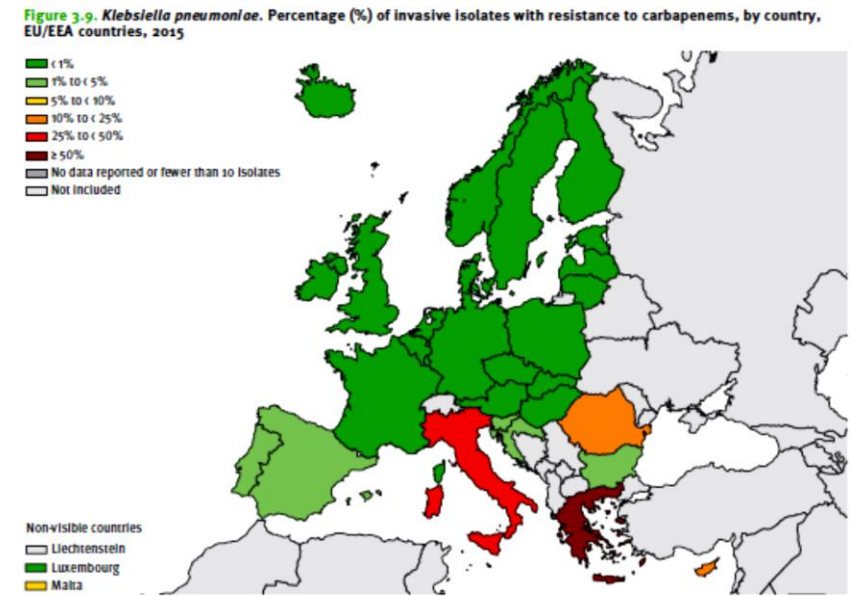 Figure 3.9. Klebsiella pneumoniae. Percentage (%) of invasive isolates with resistance to carbapenems, by country,
EU/EEA countries, 2015
< 1%
1% to < 5%
5% to < 10%
10% to < 25%
25% to < 50%
≥ 50%
No data reported or fewer than 10 isolates
Not included
Non-visible countries
Liechtenstein
Luxembourg
Malta